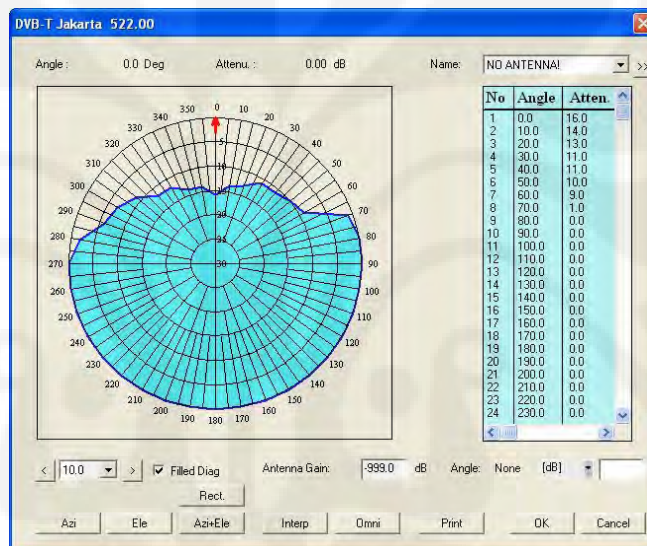 DVB-T Jakarta 522.00
Angle : 0.0 Deg Attenu. : 0.00 dB Name: NO ANTENNA! >>
0
10
20
30
40
50
60
70
80
90
100
110
120
130
140
150
160
170
180
190
200
210
220
230
240
250
260
270
280
290
300
310
320
330
340
350
5
10
15
20
25
30
No Angle Atten.
1 0.0 16.0
2 10.0 14.0
3 20.0 13.0
4 30.0 11.0
5 40.0 11.0
6 50.0 10.0
7 60.0 9.0
8 70.0 1.0
9 80.0 0.0
10 90.0 0.0
11 100.0 0.0
12 110.0 0.0
13 120.0 0.0
14 130.0 0.0
15 140.0 0.0
16 150.0 0.0
17 160.0 0.0
18 170.0 0.0
19 180.0 0.0
20 190.0 0.0
21 200.0 0.0
22 210.0 0.0
23 220.0 0.0
24 230.0 0.0
< 10.0 > Filled Diag Antenna Gain: -999.0 dB Angle: None [dB]
Rect.
Azi Ele Azi+Ele Interp Omni Print OK Cancel